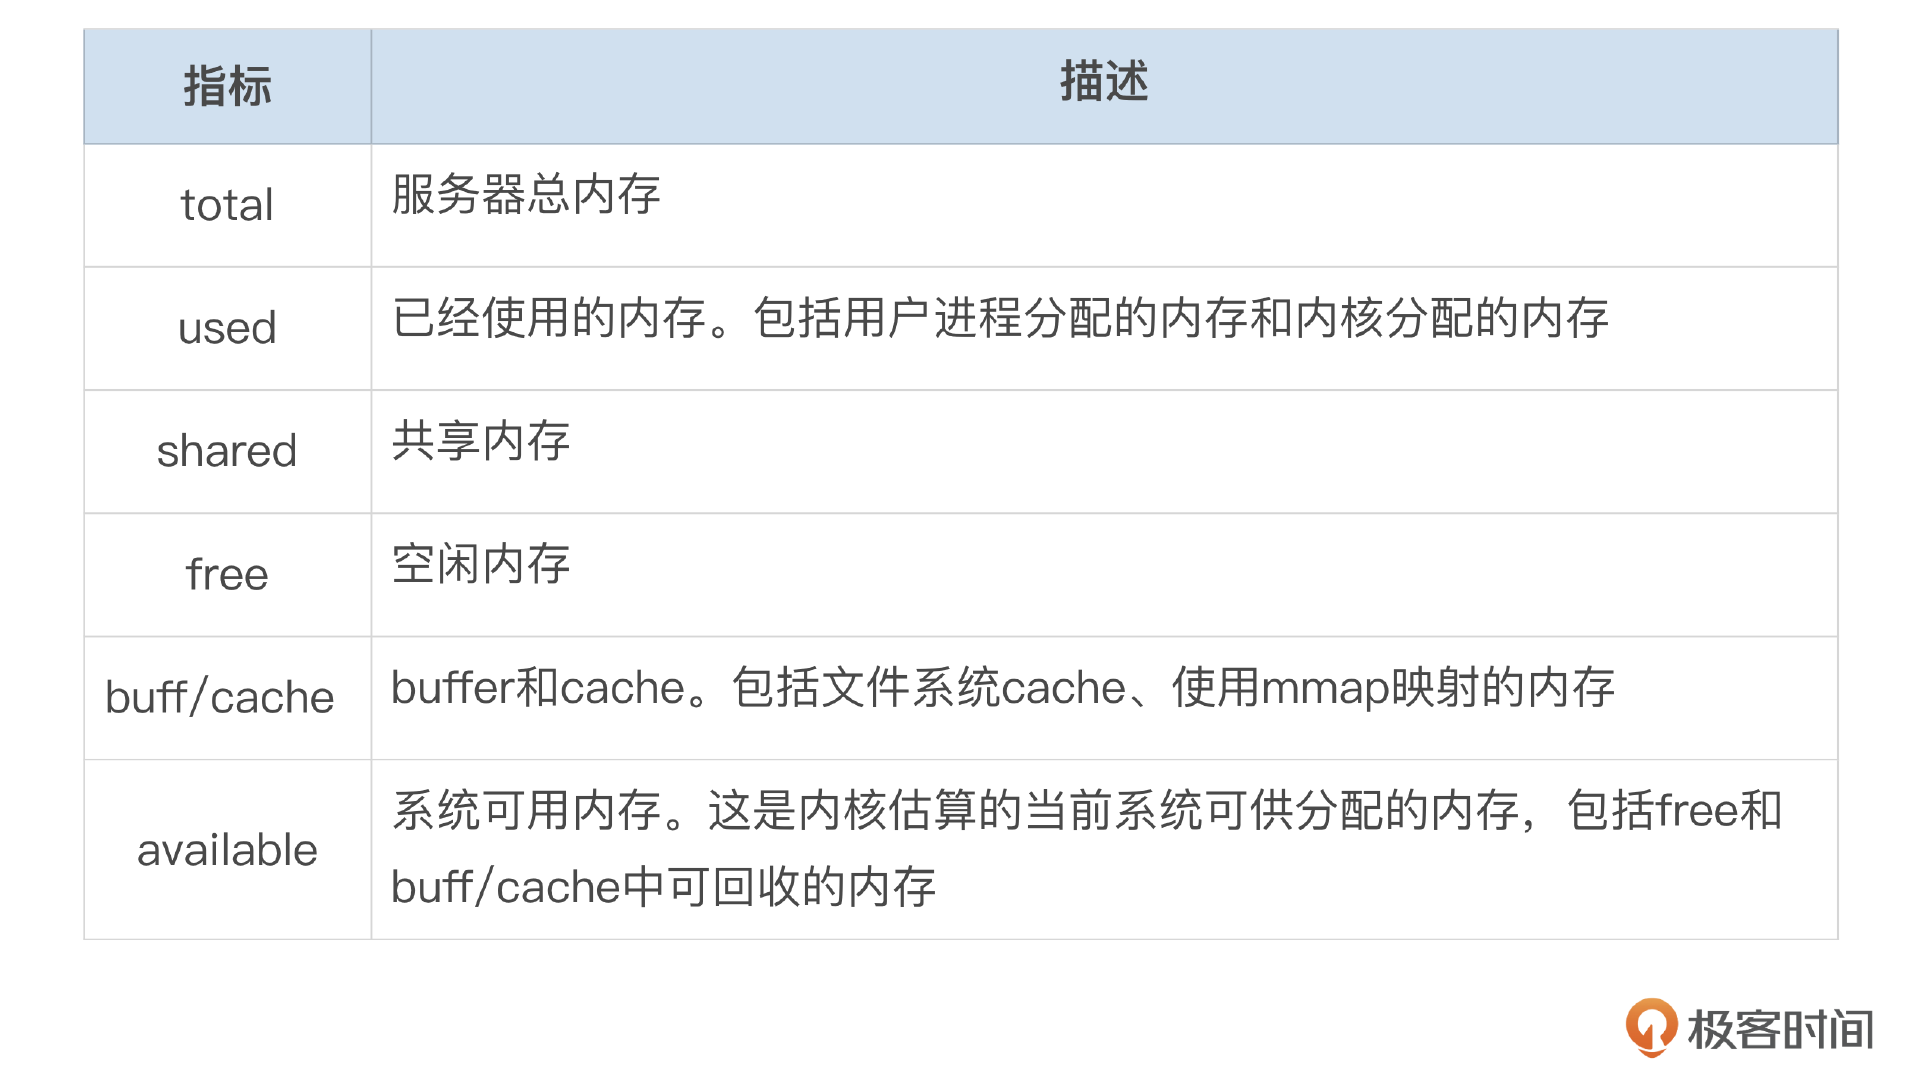 指标
描述
total
服务器总内存
used
已经使用的内存。包括用户进程分配的内存和内核分配的内存
shared
共享内存
free
空闲内存
buff/cache
buffer和cache。包括文件系统cache、使用mmap映射的内存
available
系统可用内存。这是内核估算的当前系统可供分配的内存，包括free和
buff/cache中可回收的内存
极客时间